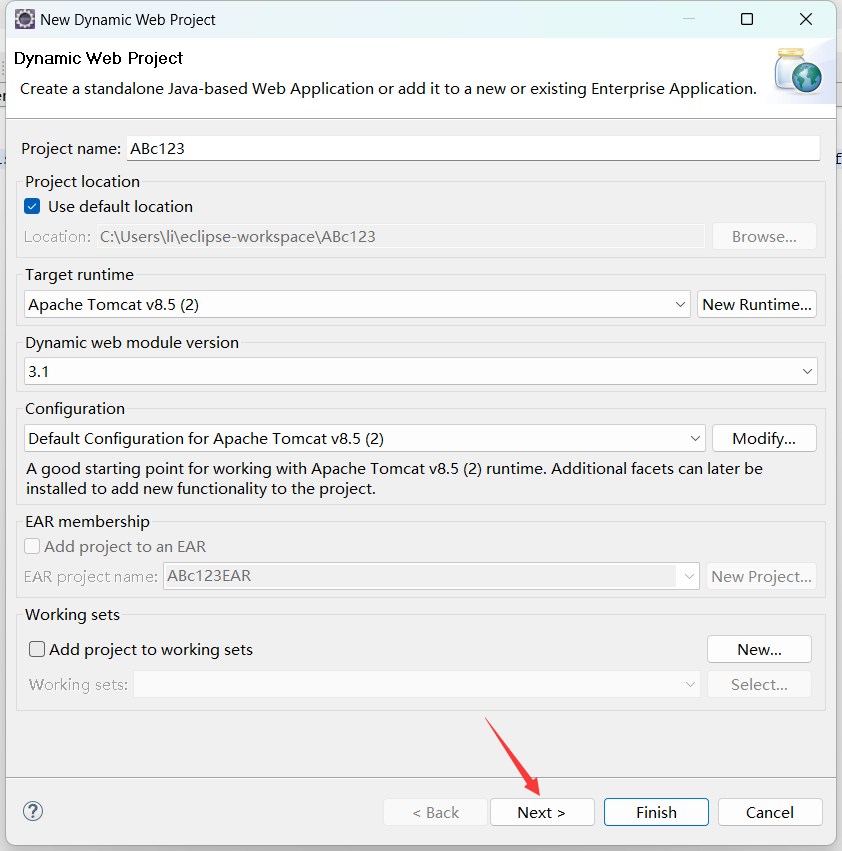 New Dynamic Web Project
Dynamic Web Project
Create a standalone Java-based Web Application or add it to a new or existing Enterprise Application.
Project name: ABc123
Project location
Use default location
Location: C:\Users\li\eclipse-workspace\ABc123 Browse...
Target runtime
Apache Tomcat v8.5 (2) New Runtime...
Dynamic web module version
3.1
Configuration
Default Configuration for Apache Tomcat v8.5 (2) Modify...
A good starting point for working with Apache Tomcat v8.5 (2) runtime. Additional facets can later be
installed to add new functionality to the project.
EAR membership
Add project to an EAR
EAR project name: ABc123EAR New Project...
Working sets
Add project to working sets New...
Working sets: Select...
? < Back Next > Finish Cancel